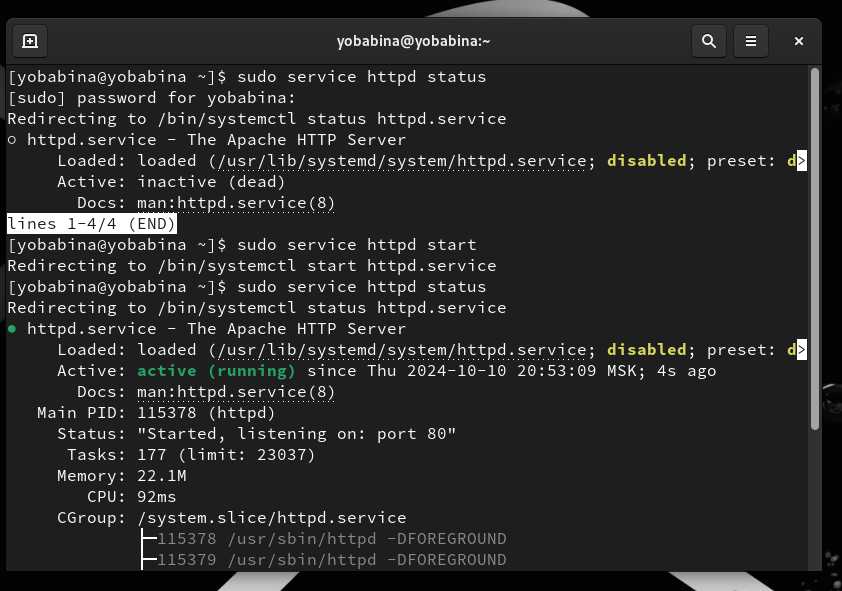 yobabina@yobabina:~
[yobabina@yobabina ~]$ sudo service httpd status
[sudo] password for yobabina:
Redirecting to /bin/systemctl status httpd.service
○ httpd.service - The Apache HTTP Server
     Loaded: loaded (/usr/lib/systemd/system/httpd.service; disabled; preset: d>
     Active: inactive (dead)
       Docs: man:httpd.service(8)
lines 1-4/4 (END)
[yobabina@yobabina ~]$ sudo service httpd start
Redirecting to /bin/systemctl start httpd.service
[yobabina@yobabina ~]$ sudo service httpd status
Redirecting to /bin/systemctl status httpd.service
● httpd.service - The Apache HTTP Server
     Loaded: loaded (/usr/lib/systemd/system/httpd.service; disabled; preset: d>
     Active: active (running) since Thu 2024-10-10 20:53:09 MSK; 4s ago
       Docs: man:httpd.service(8)
   Main PID: 115378 (httpd)
     Status: "Started, listening on: port 80"
      Tasks: 177 (limit: 23037)
     Memory: 22.1M
        CPU: 92ms
     CGroup: /system.slice/httpd.service
             ├─115378 /usr/sbin/httpd -DFOREGROUND
             ├─115379 /usr/sbin/httpd -DFOREGROUND